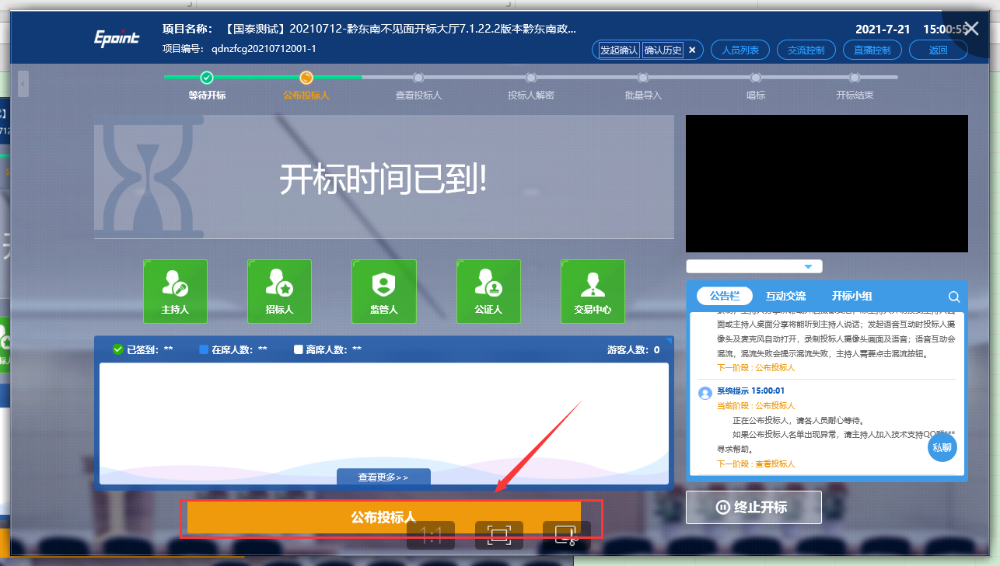 Epoint
项目名称： 【国泰测试】20210712-黔东南不见面开标大厅7.1.22.2版本黔东南政...
2021-7-21 15:00:55
项目编号： qdnzfcg20210712001-1
发起确认 确认历史 ×
人员列表
交流控制
直播控制
返回
等待开标
公布投标人
查看投标人
投标人解密
批量导入
唱标
开标结束
开标时间已到!
主持人
招标人
监管人
公证人
交易中心
已签到：** 在席人数：** 离席人数：** 游客人数：0
查看更多>>
公布投标人
1:1
公告栏 互动交流 开标小组
面或主持人桌面分享将能听到主持人说话；发起语音互动时投标人摄
像头及麦克风自动打开，录制投标人摄像头画面及语音；语音互动会
混流，混流失败会提示混流失败，主持人需要点击混流按钮。
下一阶段：公布投标人
系统提示 15:00:01
当前阶段：公布投标人
正在公布投标人，请各人员耐心等待。
如果公布投标人名单出现异常，请主持人加入技术支持QQ群***
寻求帮助。
下一阶段：查看投标人
私聊
终止开标